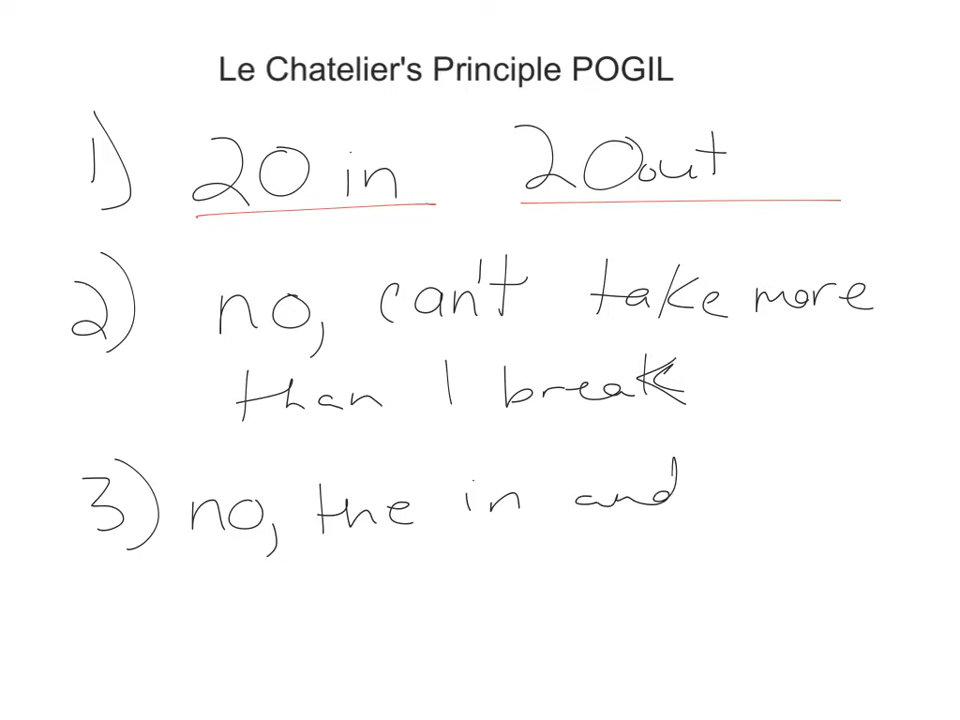 Le Chatelier's Principle POGIL
1) 20 in 20 out
2) no, can't take more
than 1 break
3) no, the in and